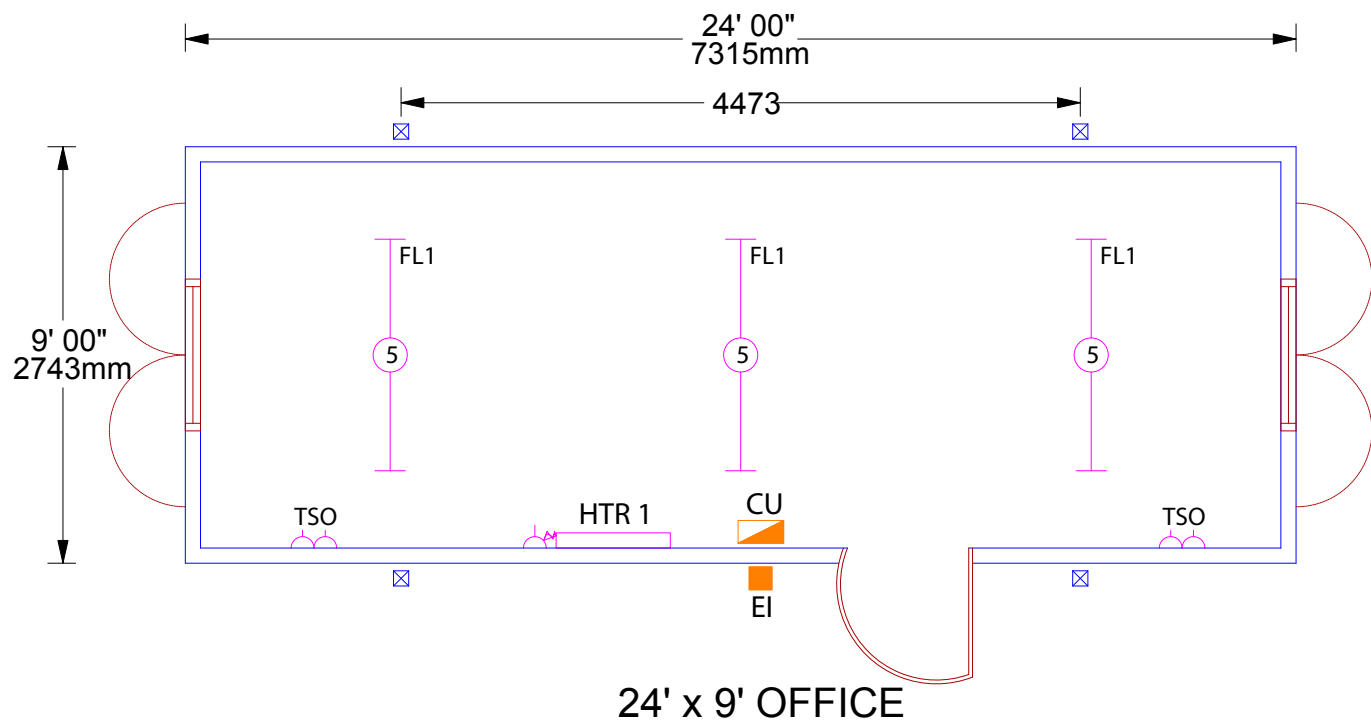 24' 00"
7315mm
4473
FL1
FL1
FL1
9' 00"
2743mm
5
5
5
TSO
HTR 1
CU
TSO
EI
24' x 9' OFFICE